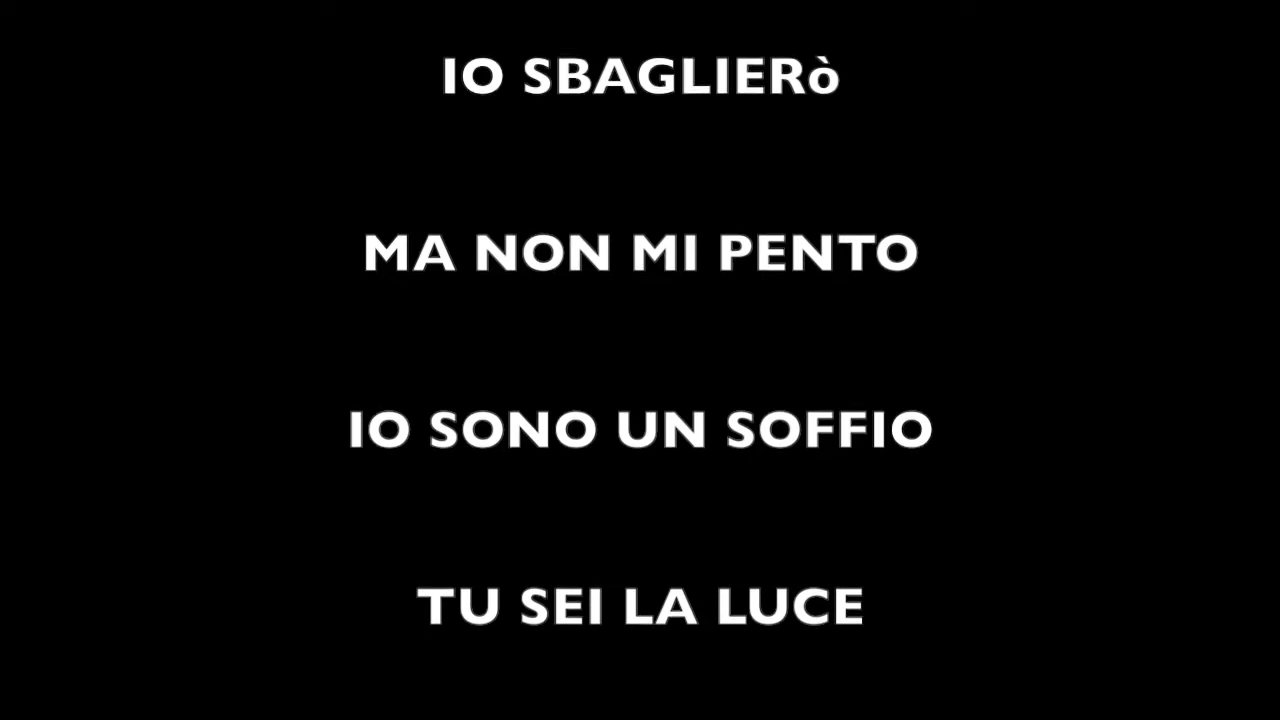 IO SBAGLIERò
MA NON MI PENTO
IO SONO UN SOFFIO
TU SEI LA LUCE